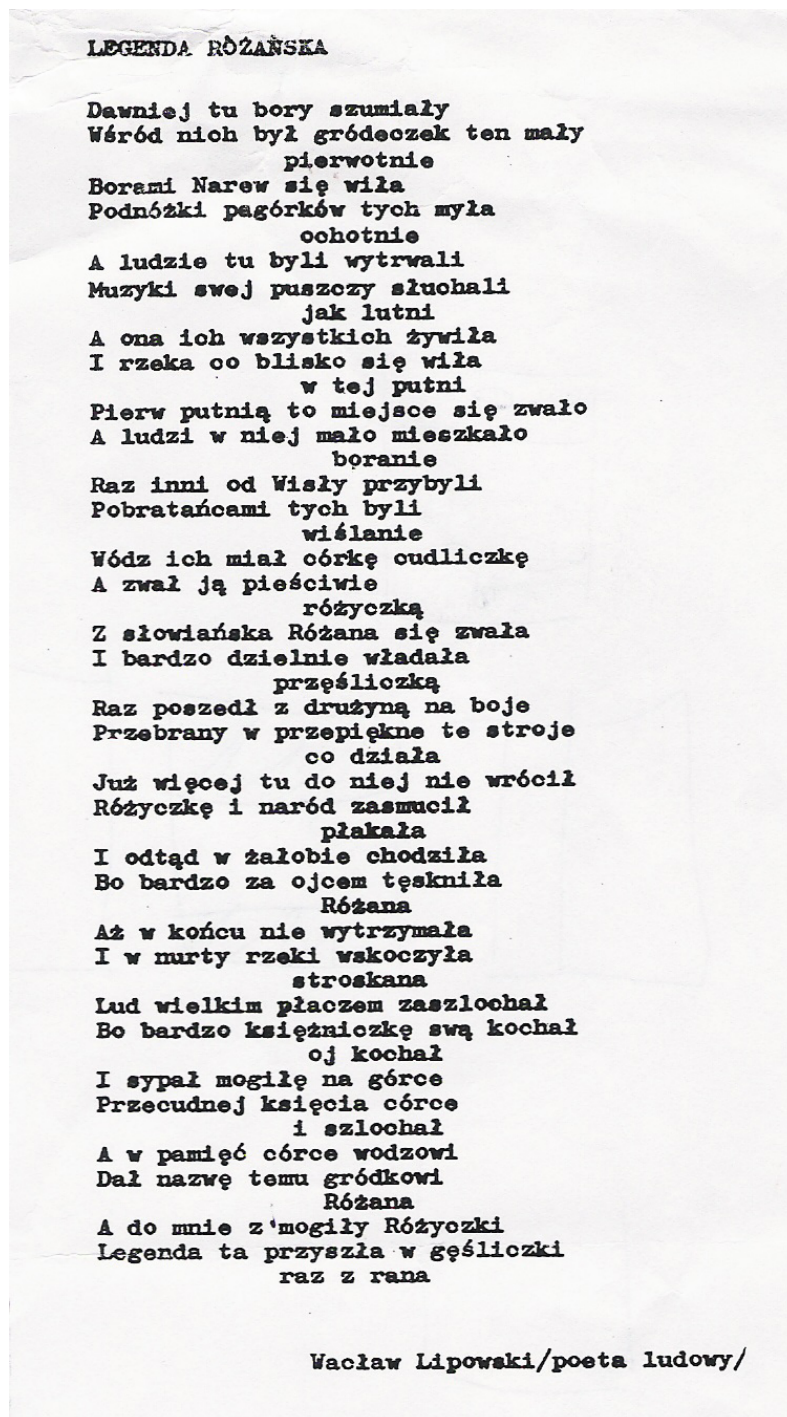 LEGENDA RÓŻAŃSKA
Dawniej tu bory szumiały
Wśród nich był gródeczek ten mały
pierwotnie
Borami Narew się wiła
Podnóżki pagórków tych myła
ochotnie
A ludzie tu byli wytrwali
Muzyki swej puszczy słuchali
jak lutni
A ona ich wszystkich żywiła
I rzeka co blisko się wiła
w tej putni
Pierw putnią to miejsce się zwało
A ludzi w niej mało mieszkało
boranie
Raz inni od Wisły przybyli
Pobratańcami tych byli
wiślanie
Wódz ich miał córkę cudliczkę
A zwał ją pieściwie
różyczką
Z słowiańska Różana się zwała
I bardzo dzielnie władała
przęśliczką
Raz poszedł z drużyną na boje
Przebrany w przepiękne te stroje
co działa
Już więcej tu do niej nie wrócił
Różyczkę i naród zasmucił
płakała
I odtąd w żałobie chodziła
Bo bardzo za ojcem tęskniła
Różana
Aż w końcu nie wytrzymała
I w nurty rzeki wskoczyła
stroskana
Lud wielkim płaczem zaszlochał
Bo bardzo księżniczkę swą kochał
oj kochał
I sypał mogiłę na górce
Przecudnej księcia córce
i szlochał
A w pamięć córce wodzowi
Dał nazwę temu gródkowi
Różana
A do mnie z mogiły Różyczki
Legenda ta przyszła w gęśliczki
raz z rana
Wacław Lipowski/poeta ludowy/